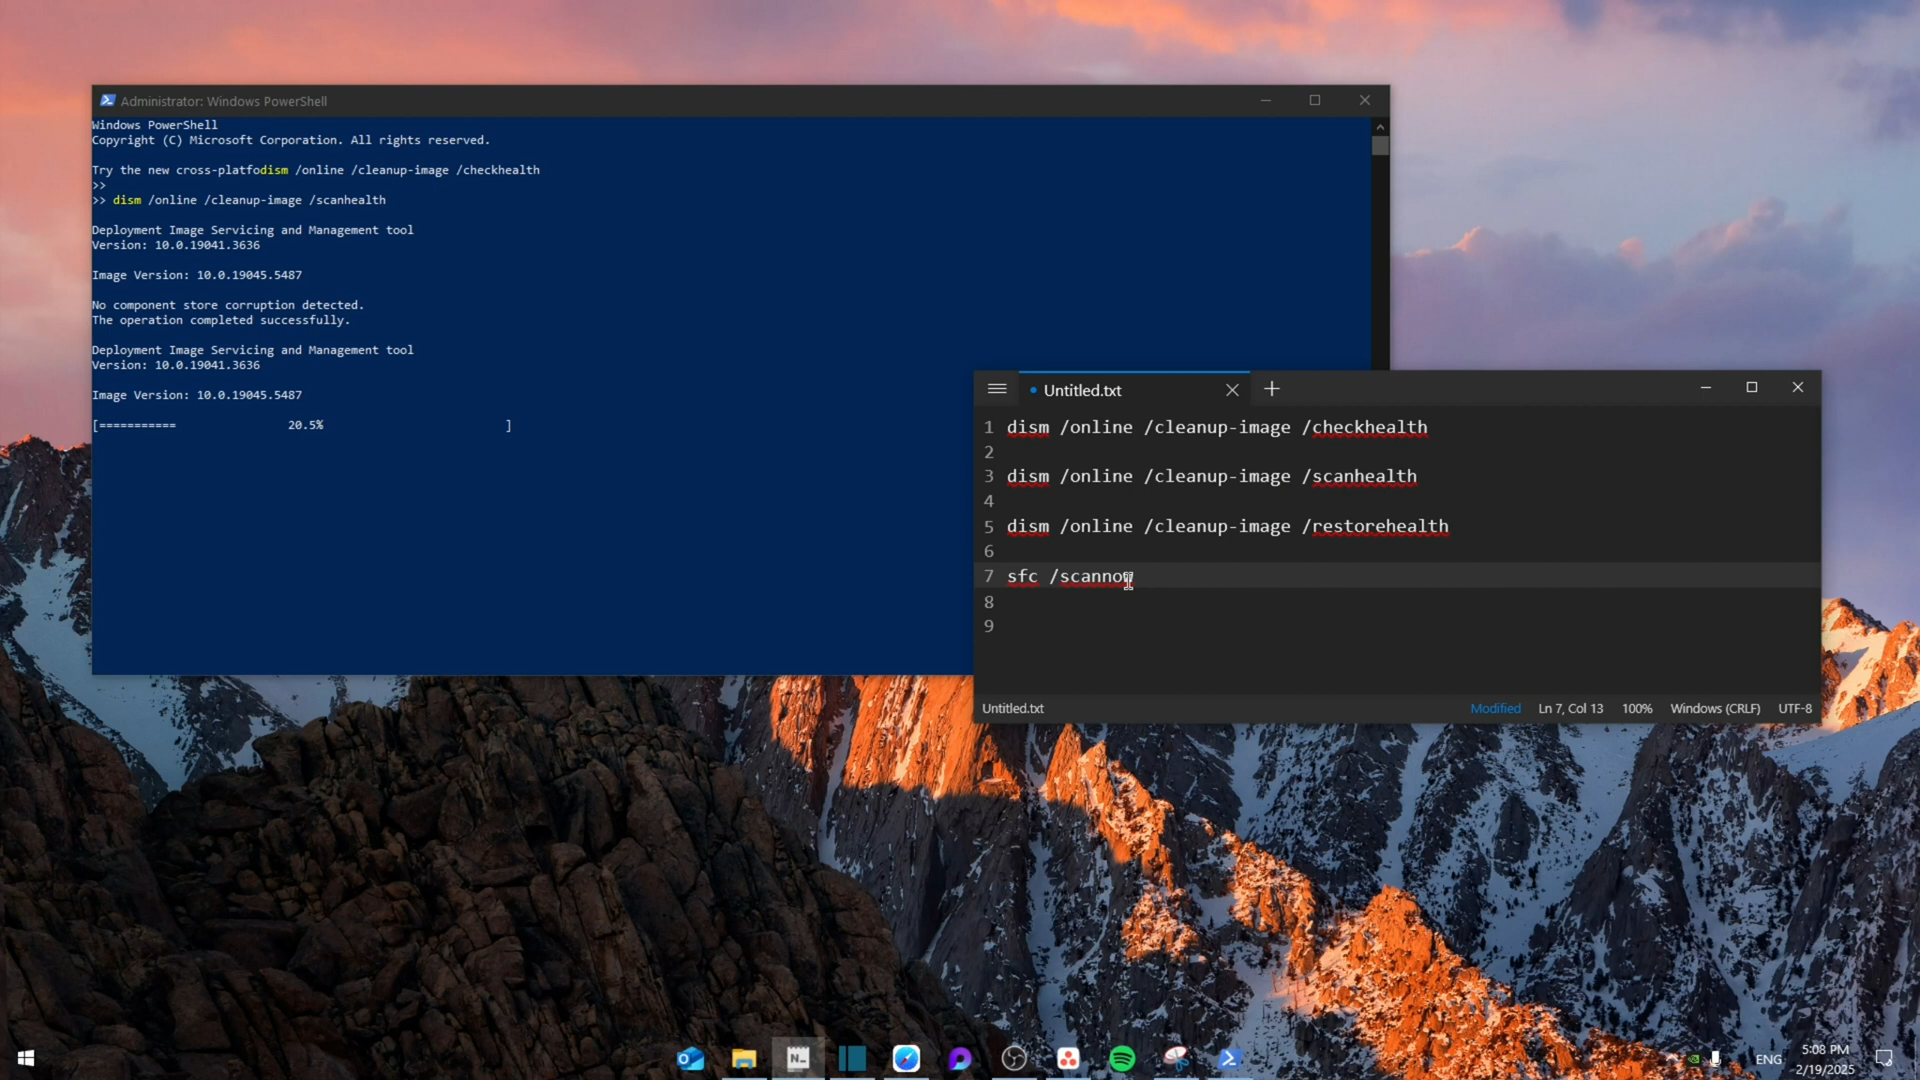 Administrator: Windows PowerShell
Windows PowerShell
Copyright (C) Microsoft Corporation. All rights reserved.
Try the new cross-platfodism /online /cleanup-image /checkhealth
>>
>> dism /online /cleanup-image /scanhealth
Deployment Image Servicing and Management tool
Version: 10.0.19041.3636
Image Version: 10.0.19045.5487
No component store corruption detected.
The operation completed successfully.
Deployment Image Servicing and Management tool
Version: 10.0.19041.3636
Image Version: 10.0.19045.5487
[=========== 20.5% ]
Untitled.txt
1 dism /online /cleanup-image /checkhealth
2
3 dism /online /cleanup-image /scanhealth
4
5 dism /online /cleanup-image /restorehealth
6
7 sfc /scannow
8
9
Untitled.txt Modified Ln 7, Col 13 100% Windows (CRLF) UTF-8
ENG 5:08 PM
2/19/2025